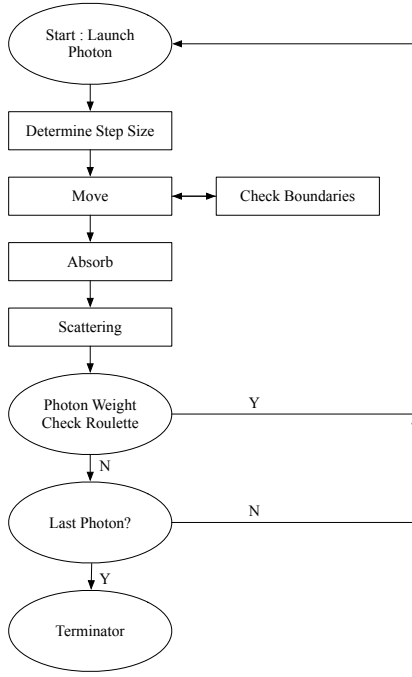 Start : Launch
Photon
Determine Step Size
Move
Check Boundaries
Absorb
Scattering
Photon Weight
Check Roulette
Y
N
Last Photon?
N
Y
Terminator